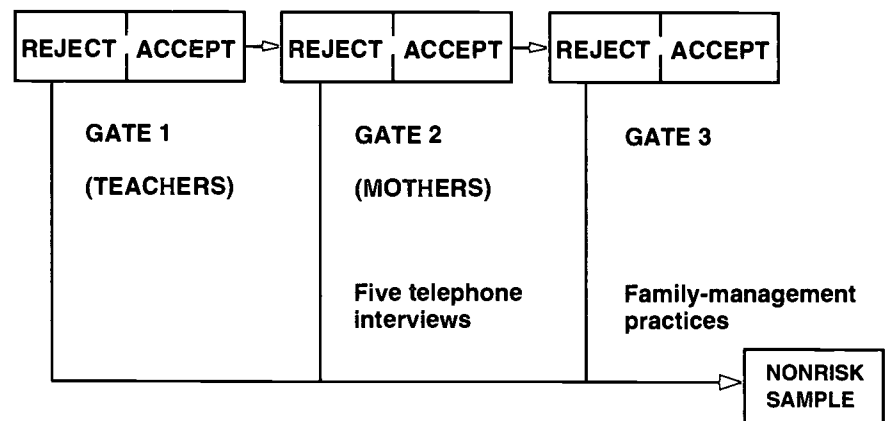 REJECT ACCEPT REJECT ACCEPT REJECT ACCEPT
GATE 1
(TEACHERS)
GATE 2
(MOTHERS)
Five telephone
interviews
GATE 3
Family-management
practices
NONRISK
SAMPLE